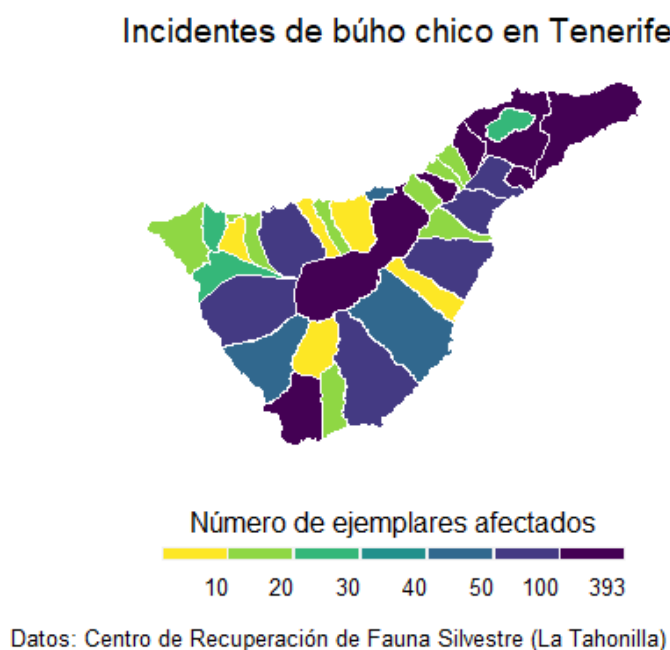 Incidentes de búho chico en Tenerife
Número de ejemplares afectados
10 20 30 40 50 100 393
Datos: Centro de Recuperación de Fauna Silvestre (La Tahonilla)